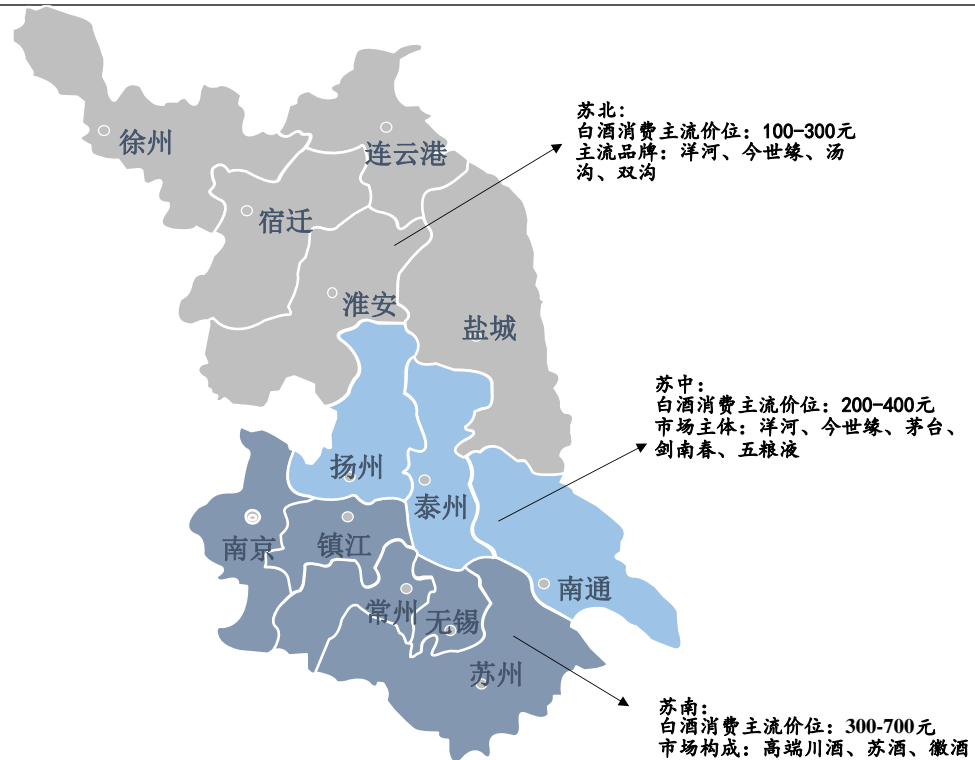 徐州
连云港
宿迁
淮安
盐城
扬州
泰州
南京
镇江
常州
无锡
南通
苏州
苏北：
白酒消费主流价位：100-300元
主流品牌：洋河、今世缘、汤
沟、双沟
苏中：
白酒消费主流价位：200-400元
市场主体：洋河、今世缘、茅台、
剑南春、五粮液
苏南：
白酒消费主流价位：300-700元
市场构成：高端川酒、苏酒、徽酒